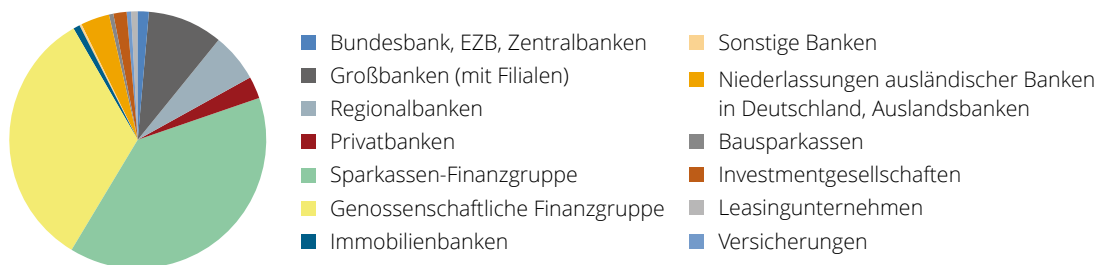 Bundesbank, EZB, Zentralbanken
Großbanken (mit Filialen)
Regionalbanken
Privatbanken
Sparkassen-Finanzgruppe
Genossenschaftliche Finanzgruppe
Immobilienbanken
Sonstige Banken
Niederlassungen ausländischer Banken
in Deutschland, Auslandsbanken
Bausparkassen
Investmentgesellschaften
Leasingunternehmen
Versicherungen